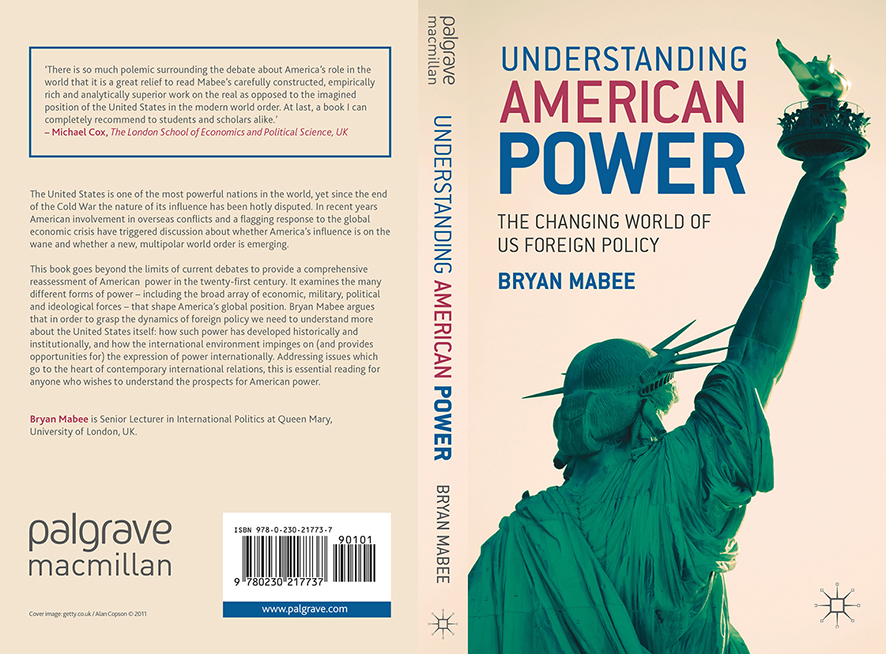 'There is so much polemic surrounding the debate about America's role in the
world that it is a great relief to read Mabee's carefully constructed, empirically
rich and analytically superior work on the real as opposed to the imagined
position of the United States in the modern world order. At last, a book I can
completely recommend to students and scholars alike.'
– Michael Cox, The London School of Economics and Political Science, UK
The United States is one of the most powerful nations in the world, yet since the end
of the Cold War the nature of its influence has been hotly disputed. In recent years
American involvement in overseas conflicts and a flagging response to the global
economic crisis have triggered discussion about whether America's influence is on the
wane and whether a new, multipolar world order is emerging.
This book goes beyond the limits of current debates to provide a comprehensive
reassessment of American power in the twenty-first century. It examines the many
different forms of power – including the broad array of economic, military, political
and ideological forces – that shape America's global position. Bryan Mabee argues
that in order to grasp the dynamics of foreign policy we need to understand more
about the United States itself: how such power has developed historically and
institutionally, and how the international environment impinges on (and provides
opportunities for) the expression of power internationally. Addressing issues which
go to the heart of contemporary international relations, this is essential reading for
anyone who wishes to understand the prospects for American power.
Bryan Mabee is Senior Lecturer in International Politics at Queen Mary,
University of London, UK.
palgrave
macmillan
ISBN 978-0-230-21773-7
90101
9 780230 217737
www.palgrave.com
Cover image: getty.co.uk / Alan Copson © 2011
palgrave
macmillan
UNDERSTANDING AMERICAN POWER
BRYAN MABEE
UNDERSTANDING
AMERICAN
POWER
THE CHANGING WORLD OF
US FOREIGN POLICY
BRYAN MABEE